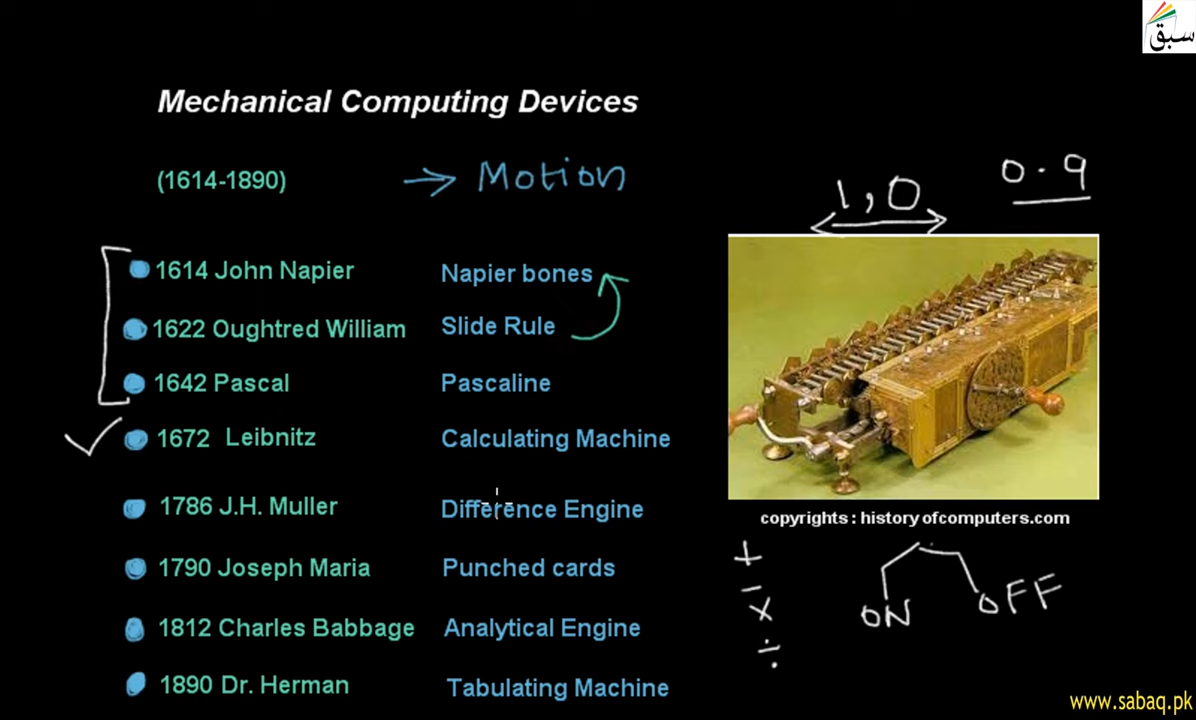 سبق
Mechanical Computing Devices
(1614-1890) → Motion
1,0
0.9
1614 John Napier Napier bones
1622 Oughtred William Slide Rule
1642 Pascal Pascaline
1672 Leibnitz Calculating Machine
1786 J.H. Muller Difference Engine
1790 Joseph Maria Punched cards
1812 Charles Babbage Analytical Engine
1890 Dr. Herman Tabulating Machine
copyrights : history of computers.com
+
−
×
÷
ON OFF
www.sabaq.pk